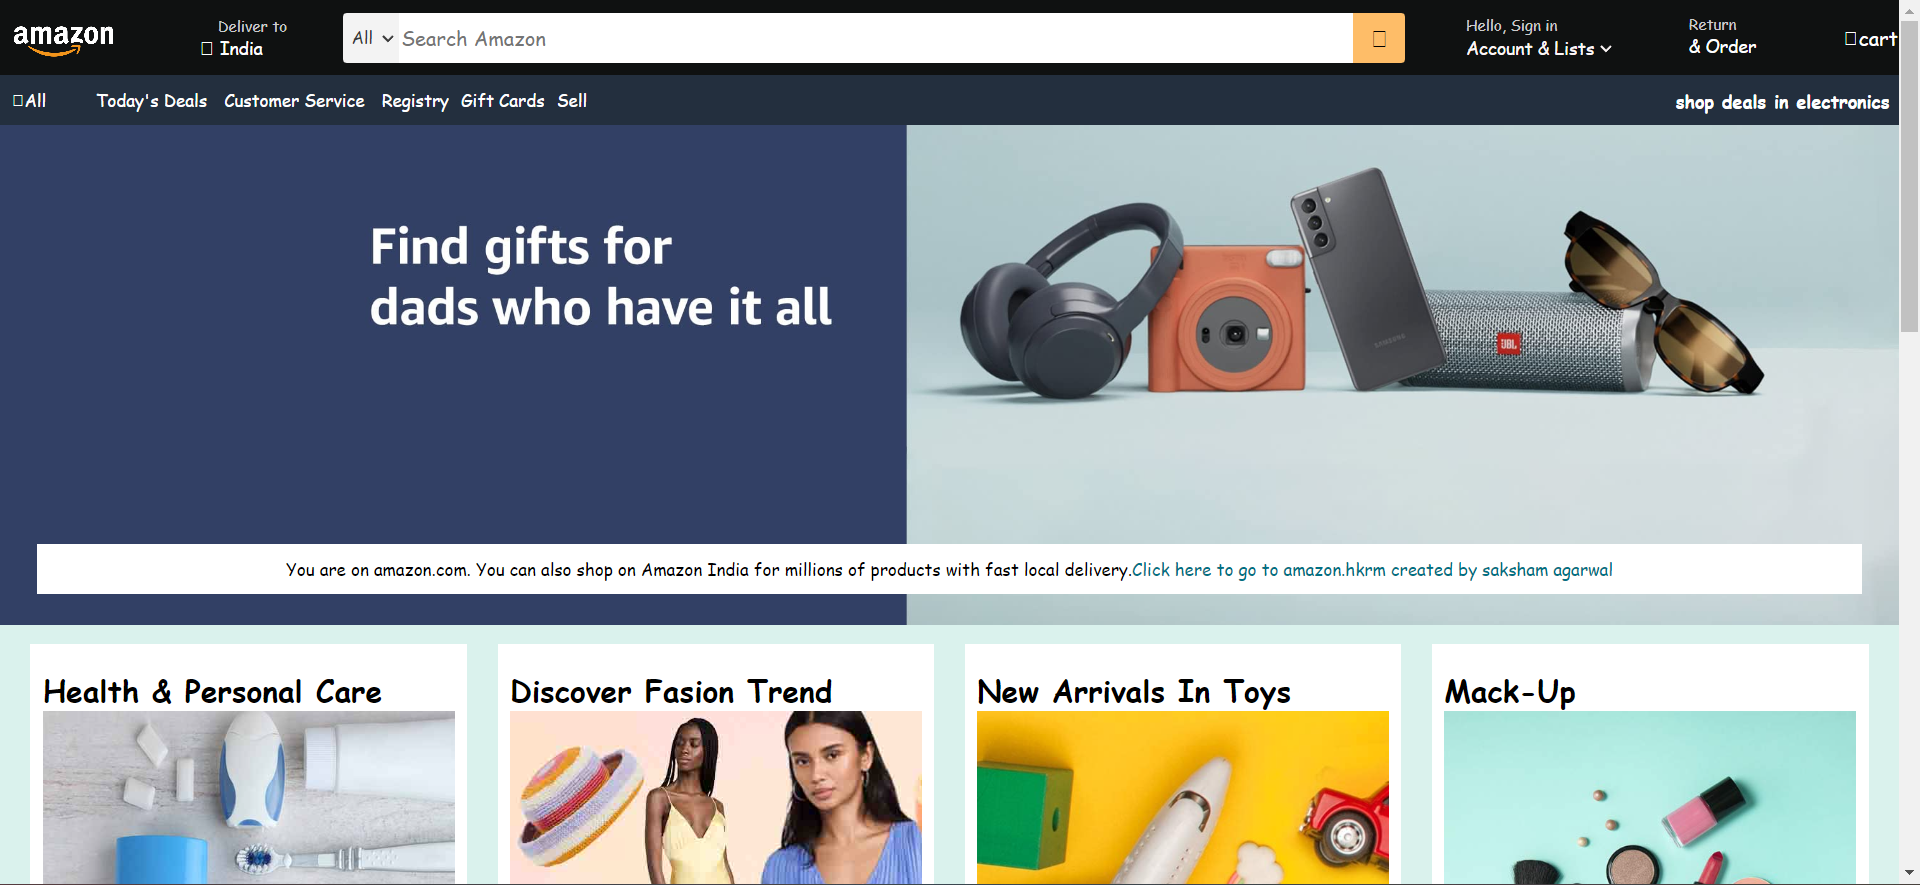 amazon
Deliver to
India
All
Search Amazon
Hello, Sign in
Account & Lists
Return
& Order
cart
All
Today's Deals
Customer Service
Registry
Gift Cards
Sell
shop deals in electronics
Find gifts for
dads who have it all
SAMSUNG
JBL
You are on amazon.com. You can also shop on Amazon India for millions of products with fast local delivery.Click here to go to amazon.hkrm created by saksham agarwal
Health & Personal Care
Discover Fasion Trend
New Arrivals In Toys
Mack-Up